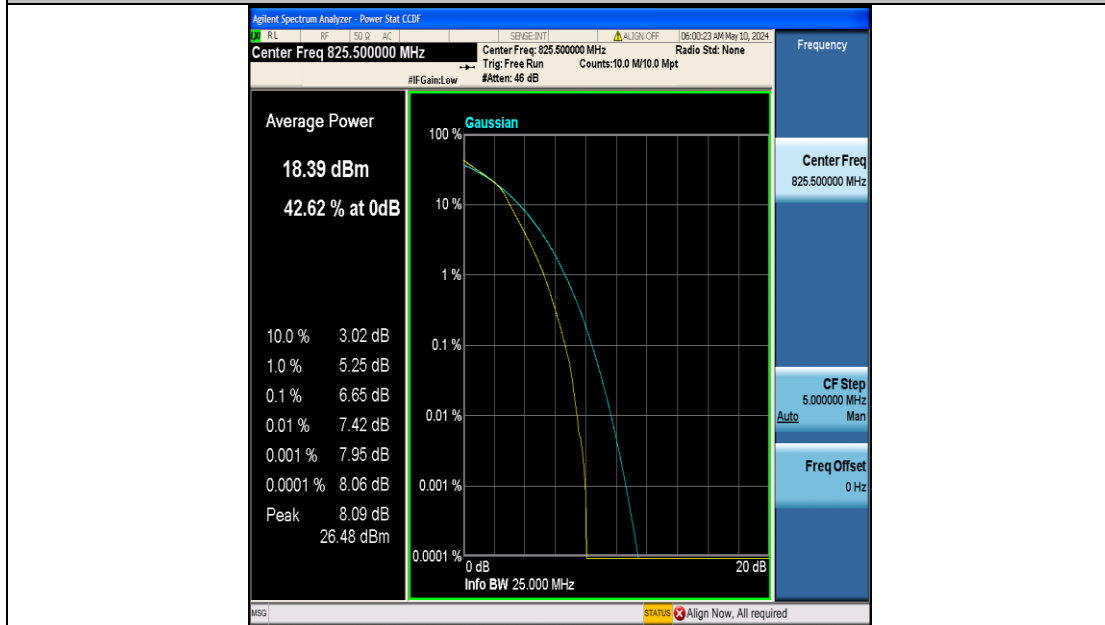 Agilent Spectrum Analyzer - Power Stat CCDF
RL RF 50 Ω AC SENSE:INT ALIGN OFF 06:00:23 AM May 10, 2024
Center Freq 825.500000 MHz
Center Freq: 825.500000 MHz Radio Std: None
Trig: Free Run Counts:10.0 M/10.0 Mpt
#IFGain:Low #Atten: 46 dB
Frequency
Average Power
18.39 dBm
42.62 % at 0dB
10.0 % 3.02 dB
1.0 % 5.25 dB
0.1 % 6.65 dB
0.01 % 7.42 dB
0.001 % 7.95 dB
0.0001 % 8.06 dB
Peak 8.09 dB
26.48 dBm
Gaussian
100 %
10 %
1 %
0.1 %
0.01 %
0.001 %
0.0001 %
0 dB 20 dB
Info BW 25.000 MHz
Center Freq
825.500000 MHz
CF Step
5.000000 MHz
Auto Man
Freq Offset
0 Hz
MSG STATUS Align Now, All required